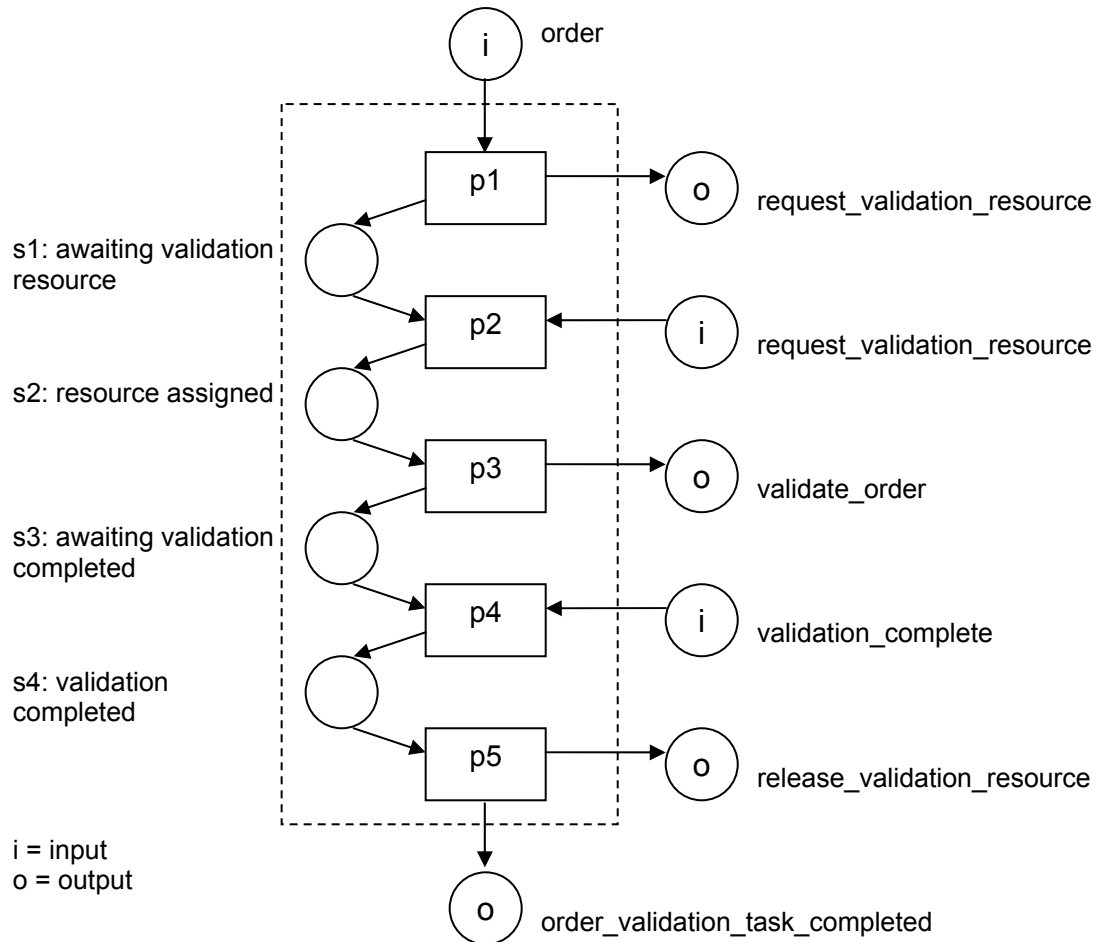 i
order
p1
o
request_validation_resource
s1: awaiting validation
resource
p2
i
request_validation_resource
s2: resource assigned
p3
o
validate_order
s3: awaiting validation
completed
p4
i
validation_complete
s4: validation
completed
p5
o
release_validation_resource
i = input
o = output
o
order_validation_task_completed